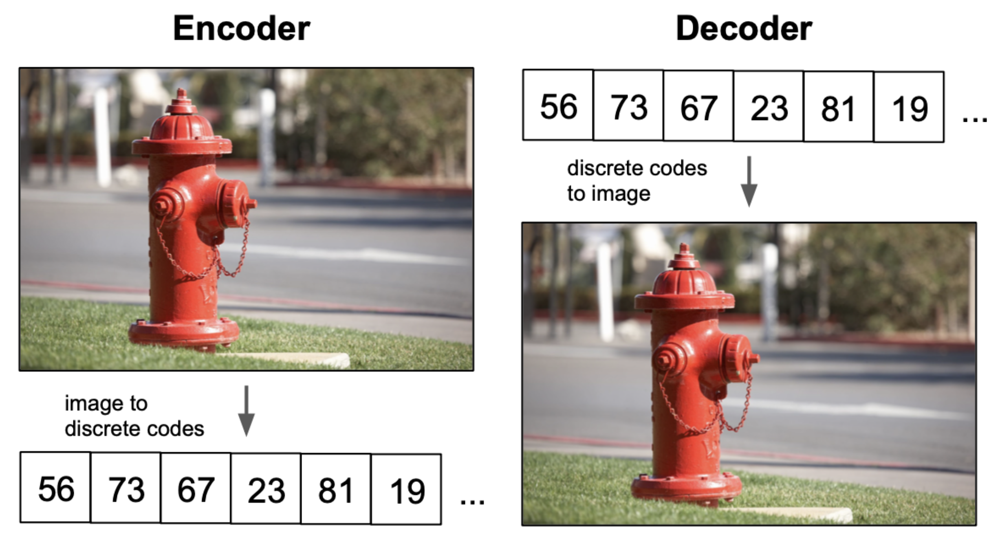 Encoder
image to
discrete codes
56 73 67 23 81 19 ...
Decoder
56 73 67 23 81 19 ...
discrete codes
to image